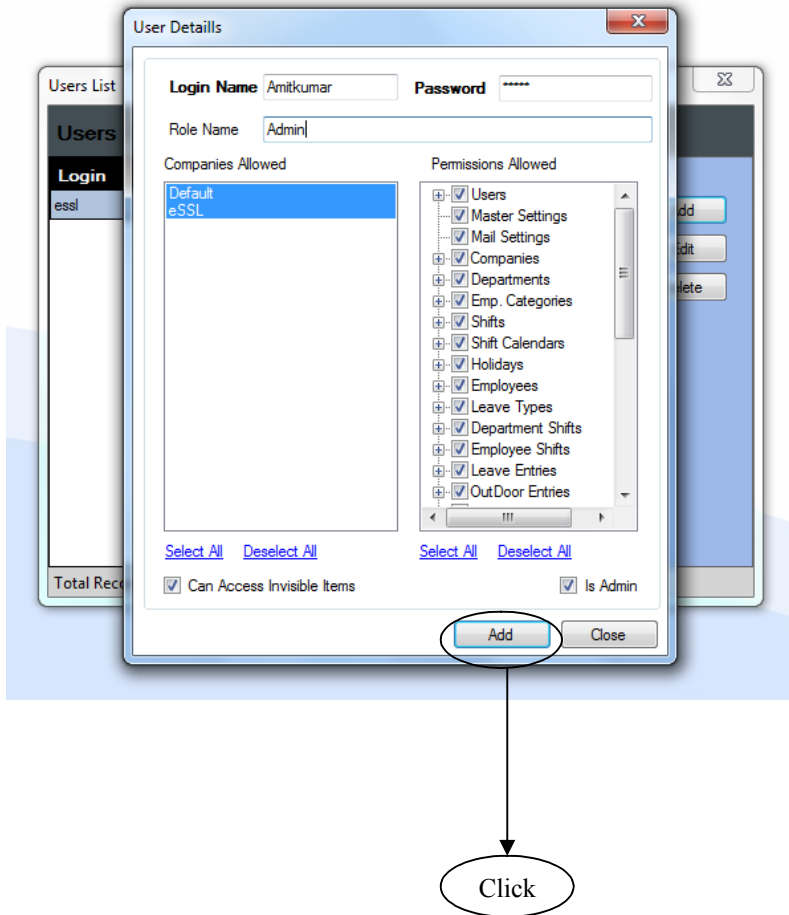 User Detaills
X
Users List
Users
Login
essl
Total Reco
Login Name Amitkumar Password *****
Role Name Admin
Companies Allowed Permissions Allowed
Default
eSSL
Users
Master Settings
Mail Settings
Companies
Departments
Emp. Categories
Shifts
Shift Calendars
Holidays
Employees
Leave Types
Department Shifts
Employee Shifts
Leave Entries
OutDoor Entries
Select All Deselect All Select All Deselect All
Can Access Invisible Items Is Admin
Add Close
dd
dit
lete
Click